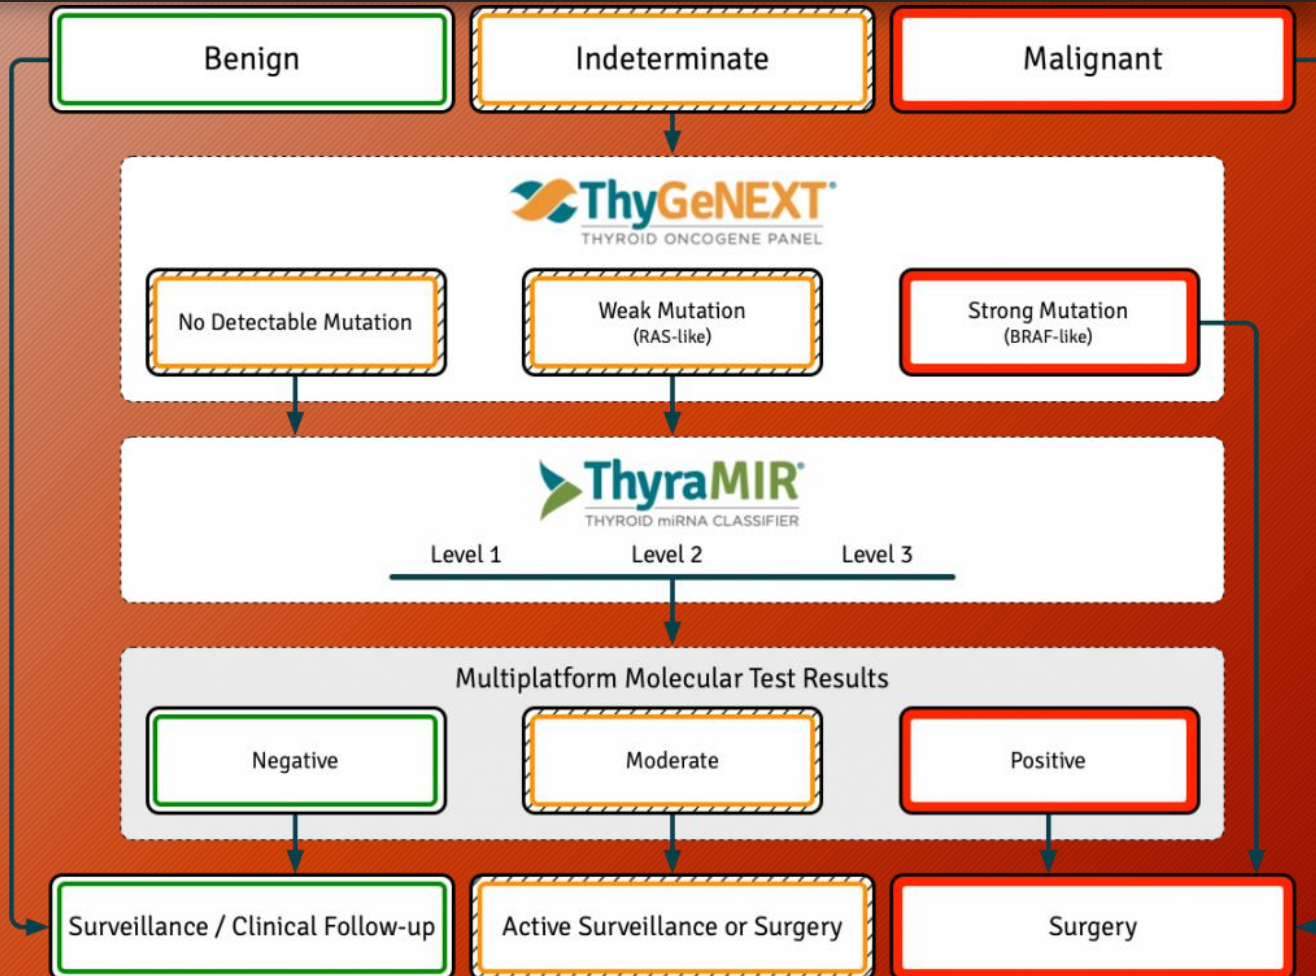 Benign
Indeterminate
Malignant
ThyGeNEXT®
THYROID ONCOGENE PANEL
No Detectable Mutation
Weak Mutation
(RAS-like)
Strong Mutation
(BRAF-like)
ThyraMIR®
THYROID miRNA CLASSIFIER
Level 1
Level 2
Level 3
Multiplatform Molecular Test Results
Negative
Moderate
Positive
Surveillance / Clinical Follow-up
Active Surveillance or Surgery
Surgery